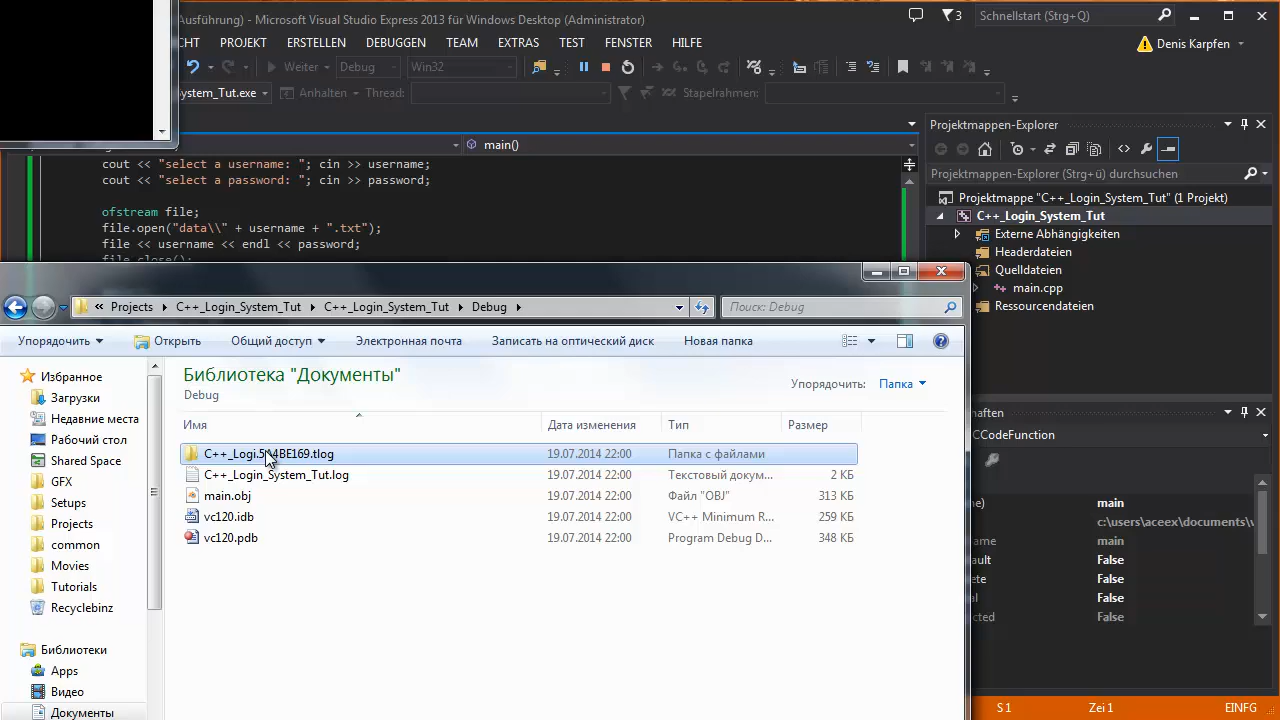 Ausführung) - Microsoft Visual Studio Express 2013 für Windows Desktop (Administrator)
3
Schnellstart (Strg+Q)
PROJEKT ERSTELLEN DEBUGGEN TEAM EXTRAS TEST FENSTER HILFE
Denis Karpfen
Weiter Debug Win32
ystem_Tut.exe Anhalten Thread: Stapelrahmen:
main()
Projektmappen-Explorer
cout << "select a username: "; cin >> username;
cout << "select a password: "; cin >> password;
ofstream file;
file.open("data\\" + username + ".txt");
file << username << endl << password;
file.close();
Projektmappen-Explorer (Strg+ü) durchsuchen
Projektmappe "C++_Login_System_Tut" (1 Projekt)
C++_Login_System_Tut
Externe Abhängigkeiten
Headerdateien
Quelldateien
main.cpp
Ressourcendateien
« Projects C++_Login_System_Tut C++_Login_System_Tut Debug
Поиск: Debug
Упорядочить Открыть Общий доступ Электронная почта Записать на оптический диск Новая папка
Библиотека "Документы"
Debug
Упорядочить: Папка
Имя Дата изменения Тип Размер
19.07.2014 22:00 Папка с файлами
C++_Login_System_Tut.log 19.07.2014 22:00 Текстовый докум... 2 КБ
main.obj 19.07.2014 22:00 Файл "OBJ" 313 КБ
vc120.idb 19.07.2014 22:00 VC++ Minimum R... 259 КБ
vc120.pdb 19.07.2014 22:00 Program Debug D... 348 КБ
Избранное
Загрузки
Недавние места
Рабочий стол
Shared Space
GFX
Setups
Projects
common
Movies
Tutorials
Recyclebinz
Библиотеки
Apps
Видео
Документы
haften
CCodeFunction
main
c:\users\aceex\documents\v
main
False
False
False
False
S 1 Zei 1 EINFG